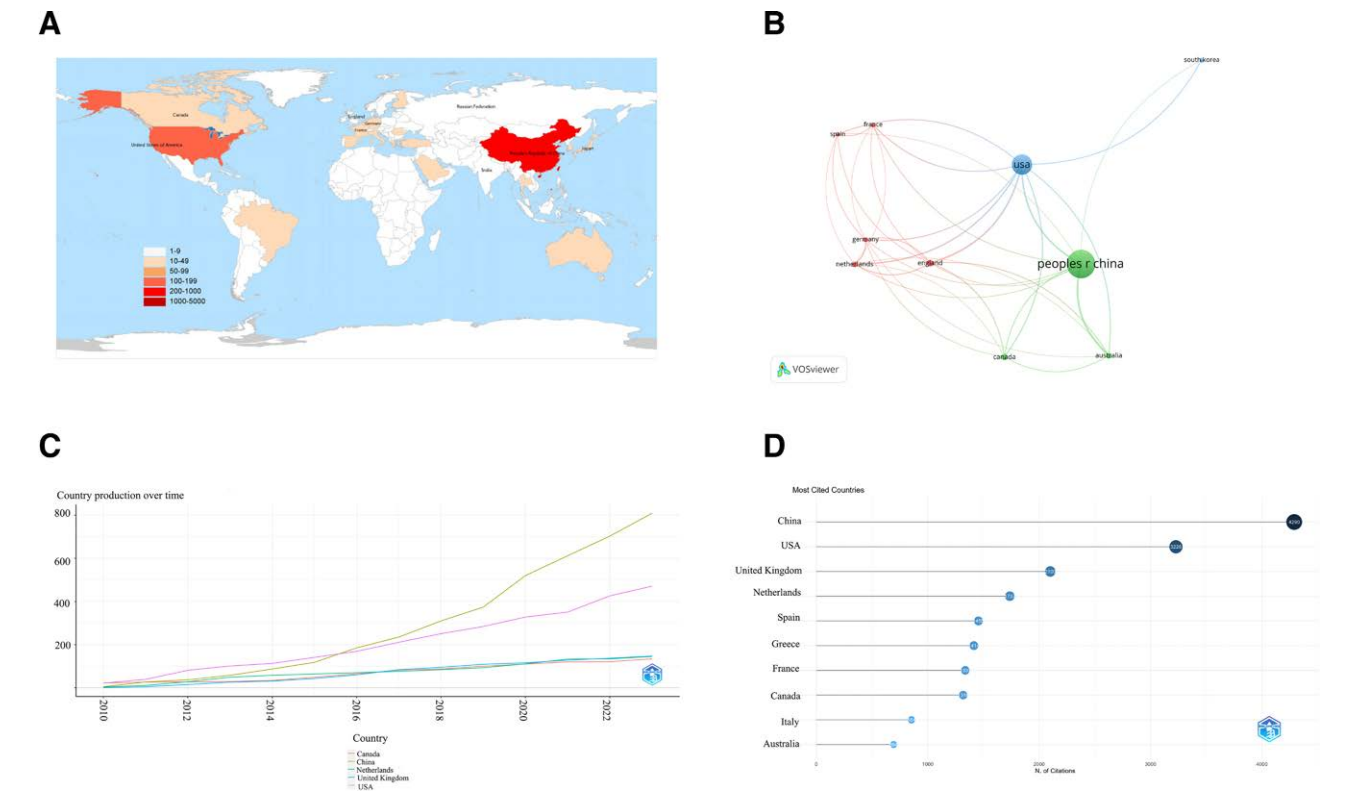 A
Canada
United States of America
England
Germany
France
Russian Federation
India
Japan
1-9
10-49
50-99
100-199
200-1000
1000-5000
B
southkorea
spain
france
usa
germany
netherlands
england
peoples r china
canada
australia
VOSviewer
C
Country production over time
800
600
400
200
2010
2012
2014
2016
2018
2020
2022
Country
Canada
China
Netherlands
United Kingdom
USA
D
Most Cited Countries
China
USA
United Kingdom
Netherlands
Spain
Greece
France
Canada
Italy
Australia
0
1000
2000
3000
4000
N. of Citations